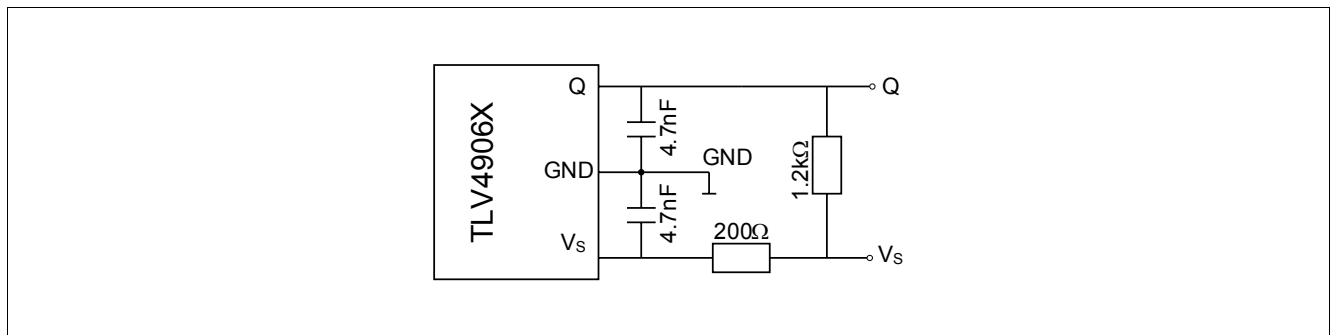 TLV4906X
Q
GND
VS
4.7nF
4.7nF
GND
200Ω
1.2kΩ
Q
VS